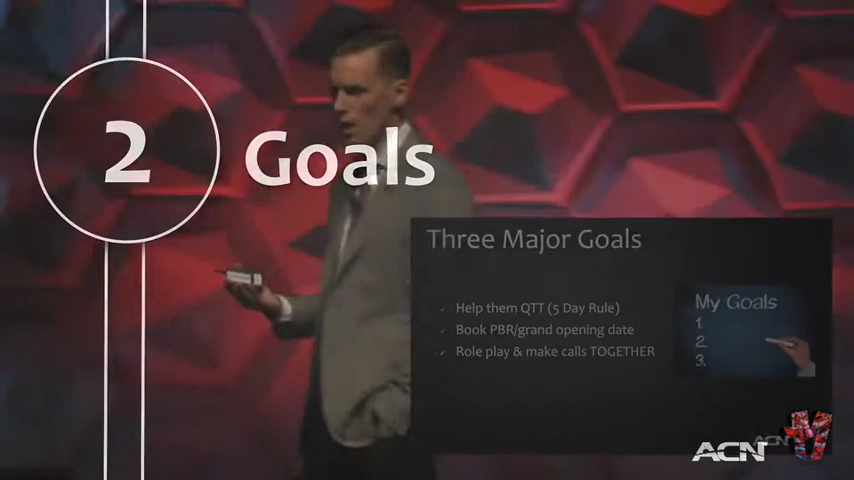 2
Goals
Three Major Goals
Help them QTT (5 Day Rule)
Book PBR/grand opening date
Role play & make calls TOGETHER
My Goals
1.
2.
3.
ACN
ACN